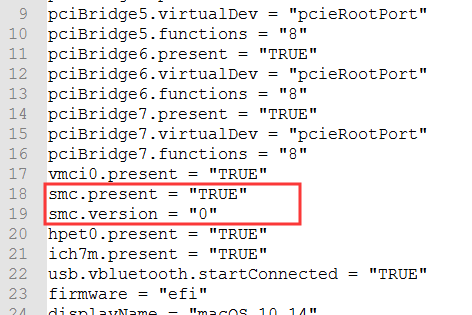 9 pciBridge5.virtualDev = "pcieRootPort"
10 pciBridge5.functions = "8"
11 pciBridge6.present = "TRUE"
12 pciBridge6.virtualDev = "pcieRootPort"
13 pciBridge6.functions = "8"
14 pciBridge7.present = "TRUE"
15 pciBridge7.virtualDev = "pcieRootPort"
16 pciBridge7.functions = "8"
17 vmci0.present = "TRUE"
18 smc.present = "TRUE"
19 smc.version = "0"
20 hpet0.present = "TRUE"
21 ich7m.present = "TRUE"
22 usb.vbluetooth.startConnected = "TRUE"
23 firmware = "efi"
24 displayName = "macOS 10.14"